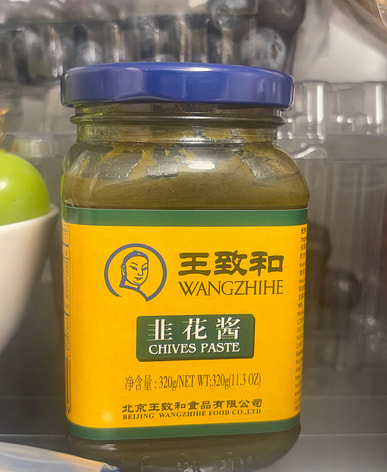 王致和
WANGZHIHE
韭花酱
CHIVES PASTE
净含量:320g/NET WT:320g(11.3 OZ)
北京王致和食品有限公司
BEIJING WANGZHIHE FOOD CO.,LTD